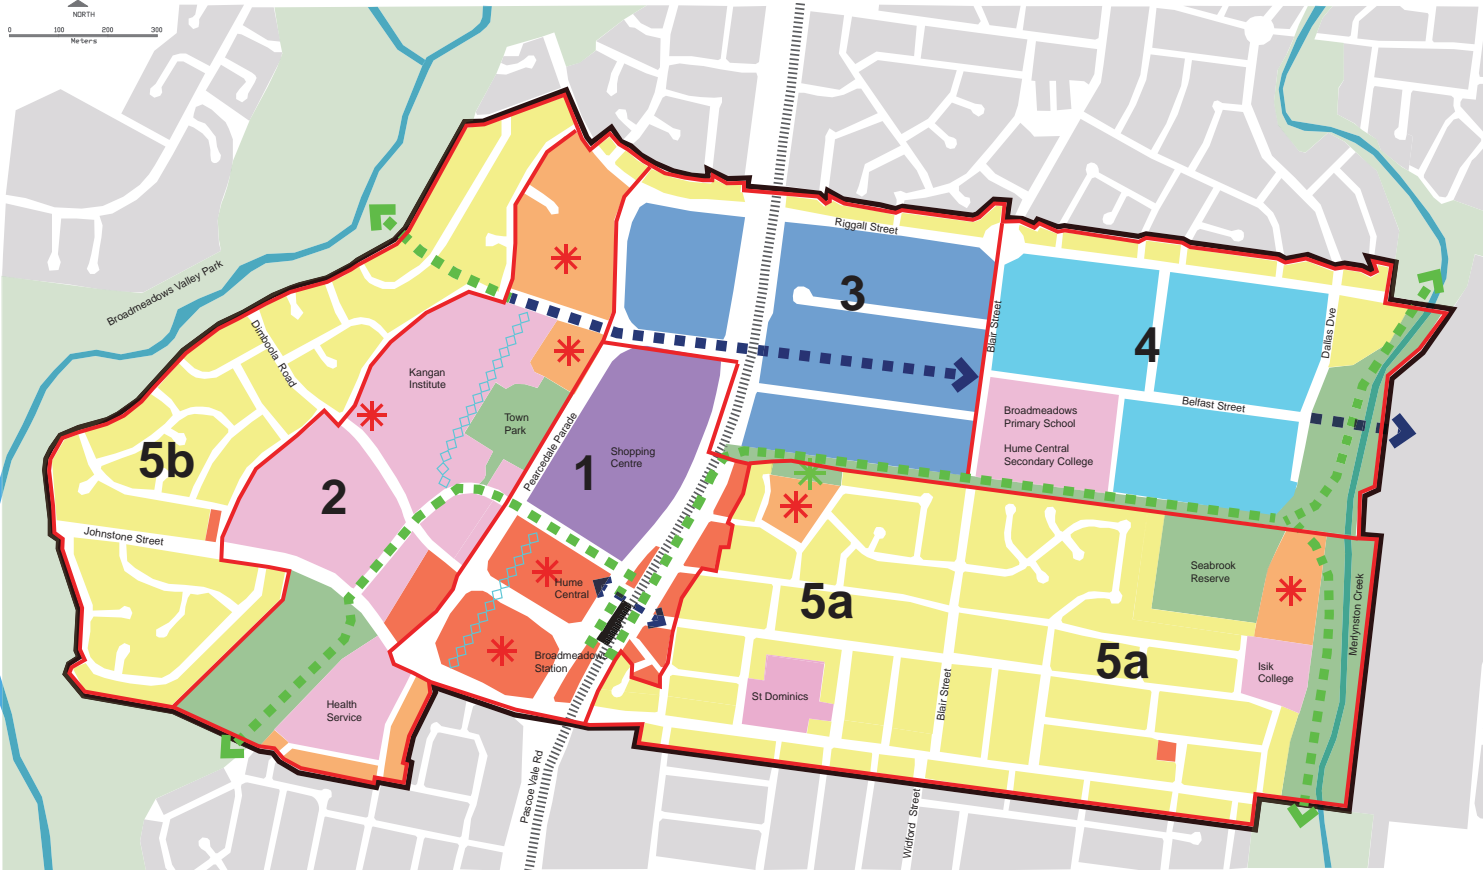 NORTH
0 100 200 300
Meters
Riggall Street
Broadmeadows Valley Park
3
Blair Street
Dallas Dve
4
Dimboola Road
Kangan
Institute
Belfast Street
Town
Park
Pearcedale Parade
Broadmeadows
Primary School
Hume Central
Secondary College
Shopping
Centre
1
5b
2
Johnstone Street
Hume
Central
Seabrook
Reserve
5a
Merlynston Creek
Broadmeadows
Station
5a
Isik
College
St Dominics
Blair Street
Health
Service
Pascoe Vale Rd
Widford Street